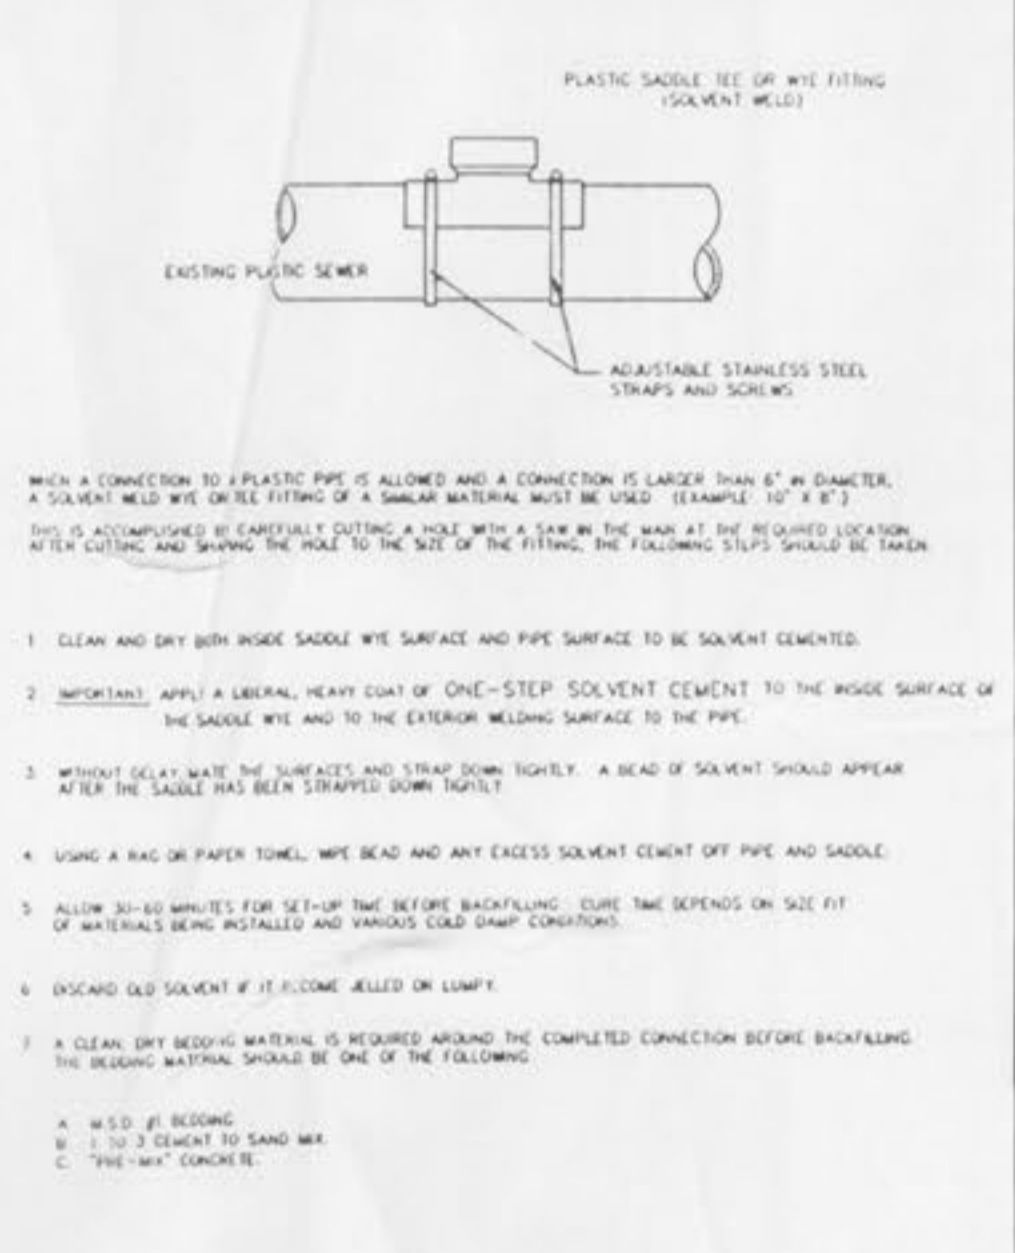 PLASTIC SADDLE TEE OR WYE FITTING
(SOLVENT WELD)
EXISTING PLASTIC SEWER
ADJUSTABLE STAINLESS STEEL
STRAPS AND SCREWS
WHEN A CONNECTION TO A PLASTIC PIPE IS ALLOWED AND A CONNECTION IS LARGER THAN 6" IN DIAMETER,
A SOLVENT WELD WYE OR TEE FITTING OF A SIMILAR MATERIAL MUST BE USED (EXAMPLE: 10" X 8")
THIS IS ACCOMPLISHED BY CAREFULLY CUTTING A HOLE WITH A SAW IN THE MAIN AT THE REQUIRED LOCATION
AFTER CUTTING AND SHAPING THE HOLE TO THE SIZE OF THE FITTING, THE FOLLOWING STEPS SHOULD BE TAKEN
1 CLEAN AND DRY BOTH INSIDE SADDLE WYE SURFACE AND PIPE SURFACE TO BE SOLVENT CEMENTED.
2 IMPORTANT APPLY A LIBERAL, HEAVY COAT OF ONE-STEP SOLVENT CEMENT TO THE INSIDE SURFACE OF
THE SADDLE WYE AND TO THE EXTERIOR WELDING SURFACE TO THE PIPE.
3 WITHOUT DELAY, MATE THE SURFACES AND STRAP DOWN TIGHTLY. A BEAD OF SOLVENT SHOULD APPEAR
AFTER THE SADDLE HAS BEEN STRAPPED DOWN TIGHTLY
4 USING A RAG OR PAPER TOWEL, WIPE BEAD AND ANY EXCESS SOLVENT CEMENT OFF PIPE AND SADDLE.
5 ALLOW 30-60 MINUTES FOR SET-UP TIME BEFORE BACKFILLING. CURE TIME DEPENDS ON SIZE FIT
OF MATERIALS BEING INSTALLED AND VARIOUS COLD DAMP CONDITIONS.
6 DISCARD OLD SOLVENT IF IT BECOME JELLED OR LUMPY.
7 A CLEAN, DRY BEDDING MATERIAL IS REQUIRED AROUND THE COMPLETED CONNECTION BEFORE BACKFILLING.
THE BEDDING MATERIAL SHOULD BE ONE OF THE FOLLOWING
A M.S.D. #1 BEDDING
B 1 TO 3 CEMENT TO SAND MIX
C. "PRE-MIX" CONCRETE.